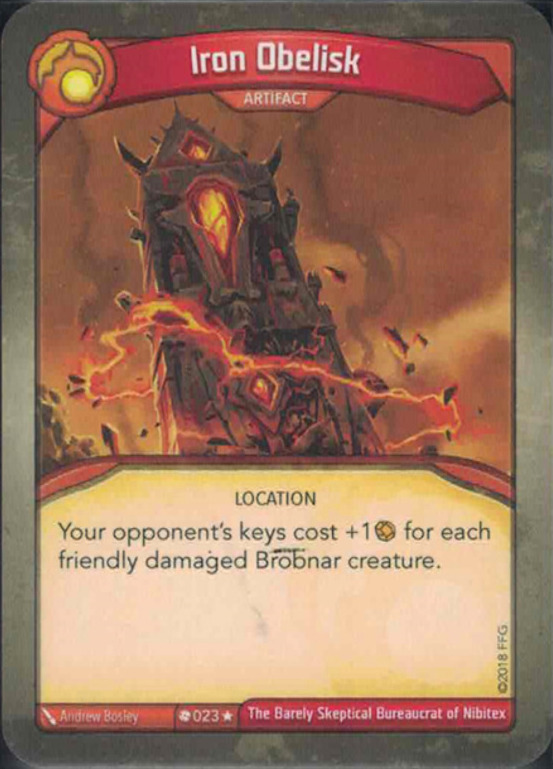 Iron Obelisk
ARTIFACT
LOCATION
Your opponent's keys cost +1 for each
friendly damaged Brobnar creature.
©2018 FFG
Andrew Bosley
023★
The Barely Skeptical Bureaucrat of Nibitex